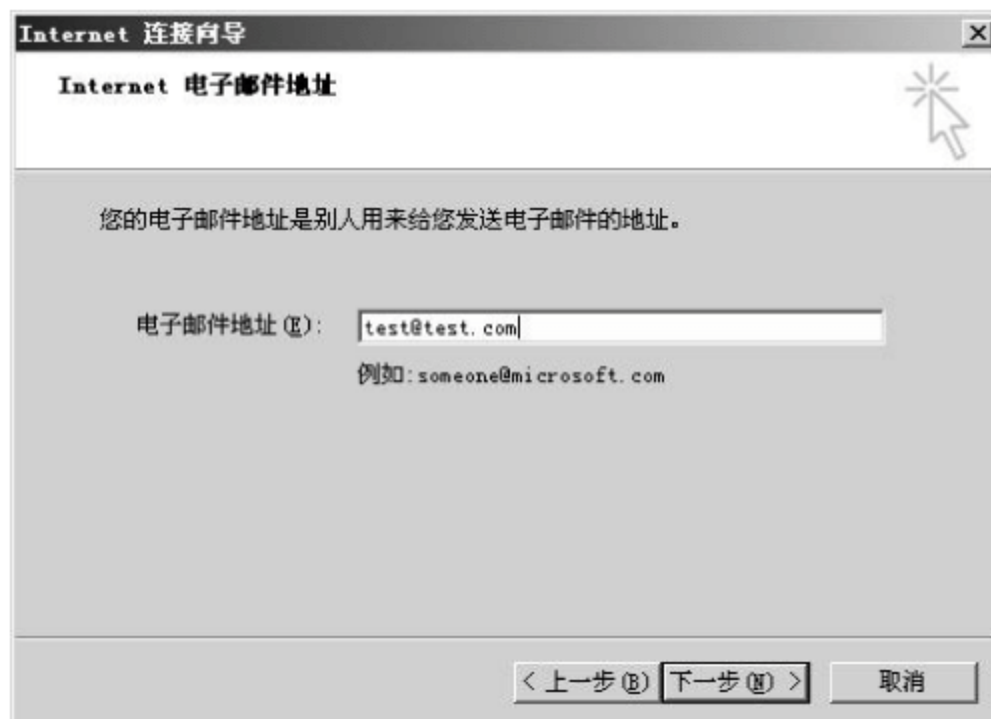 Internet 连接向导
Internet 电子邮件地址
您的电子邮件地址是别人用来给您发送电子邮件的地址。
电子邮件地址(E): test@test.com
例如:someone@microsoft.com
< 上一步(B) 下一步(N) > 取消